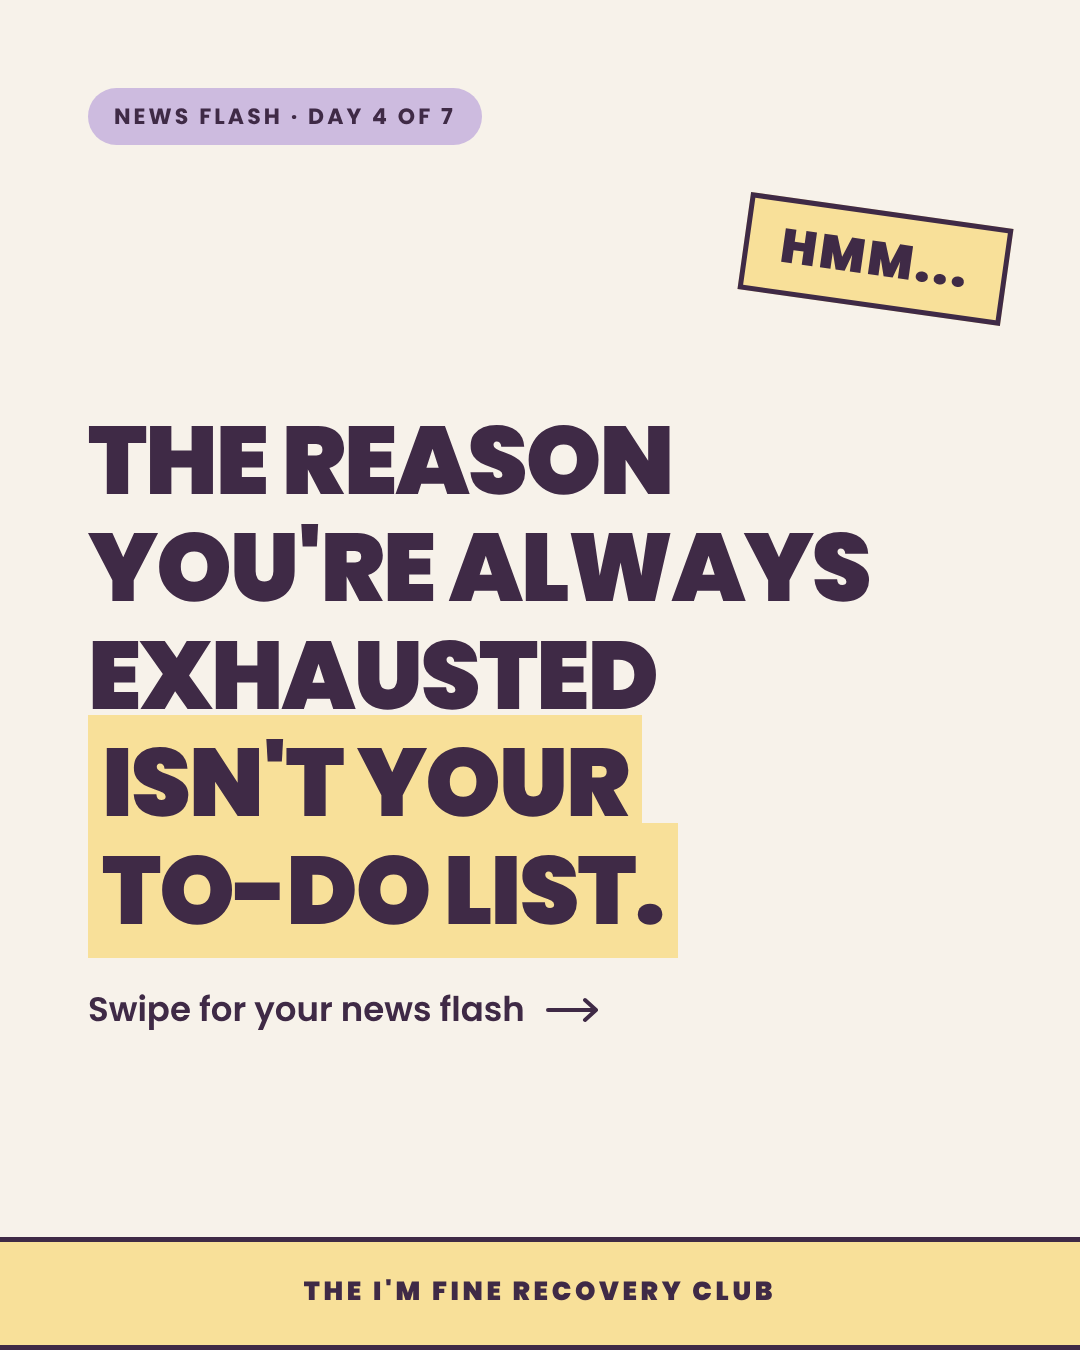 NEWS FLASH · DAY 4 OF 7
HMM...
THE REASON
YOU'RE ALWAYS
EXHAUSTED
ISN'T YOUR
TO-DO LIST.
Swipe for your news flash →
THE I'M FINE RECOVERY CLUB